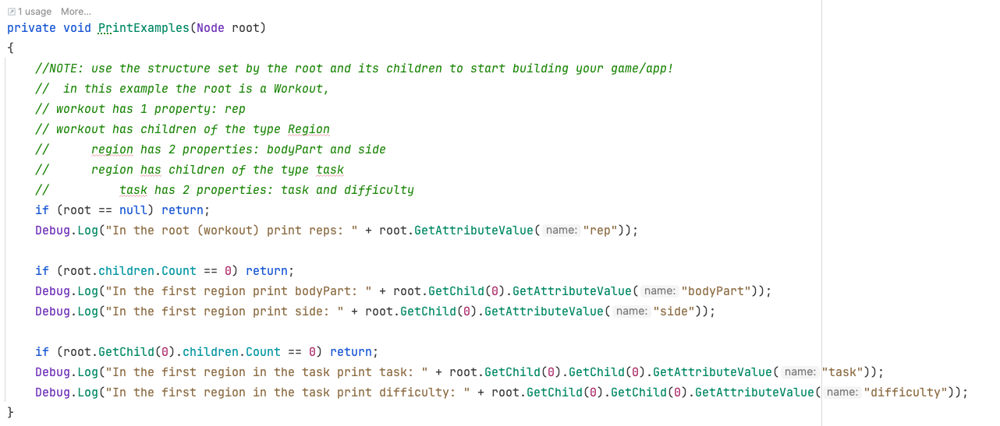 1 usage More...
private void PrintExamples(Node root)
{
    //NOTE: use the structure set by the root and its children to start building your game/app!
    //  in this example the root is a Workout,
    // workout has 1 property: rep
    // workout has children of the type Region
    //      region has 2 properties: bodyPart and side
    //      region has children of the type task
    //          task has 2 properties: task and difficulty
    if (root == null) return;
    Debug.Log("In the root (workout) print reps: " + root.GetAttributeValue( name: "rep"));

    if (root.children.Count == 0) return;
    Debug.Log("In the first region print bodyPart: " + root.GetChild(0).GetAttributeValue( name: "bodyPart"));
    Debug.Log("In the first region print side: " + root.GetChild(0).GetAttributeValue( name: "side"));

    if (root.GetChild(0).children.Count == 0) return;
    Debug.Log("In the first region in the task print task: " + root.GetChild(0).GetChild(0).GetAttributeValue( name: "task"));
    Debug.Log("In the first region in the task print difficulty: " + root.GetChild(0).GetChild(0).GetAttributeValue( name: "difficulty"));
}